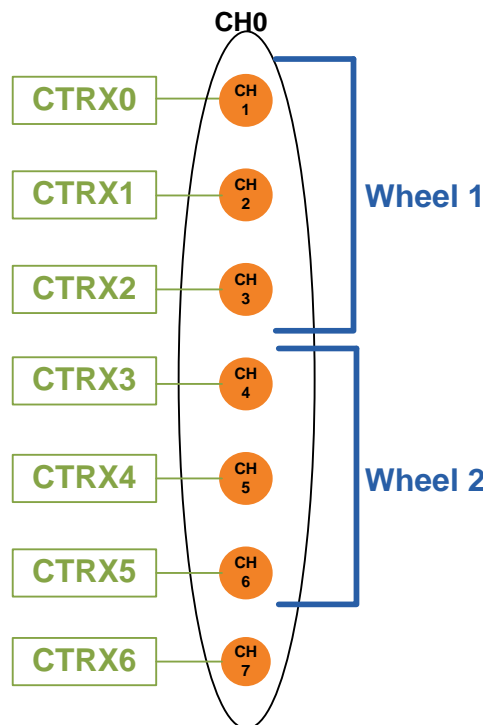 CH0
CTRX0
CH
1
CTRX1
CH
2
Wheel 1
CTRX2
CH
3
CTRX3
CH
4
CTRX4
CH
5
Wheel 2
CTRX5
CH
6
CTRX6
CH
7